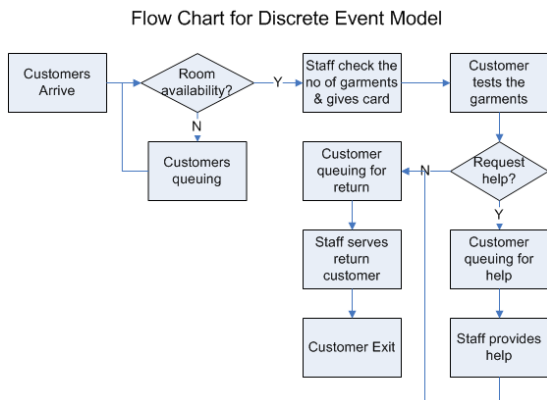 Flow Chart for Discrete Event Model
Customers
Arrive
Room
availability?
Y
Staff check the
no of garments
& gives card
Customer
tests the
garments
N
Customers
queuing
Customer
queuing for
return
N
Request
help?
Y
Staff serves
return
customer
Customer
queuing for
help
Customer Exit
Staff provides
help